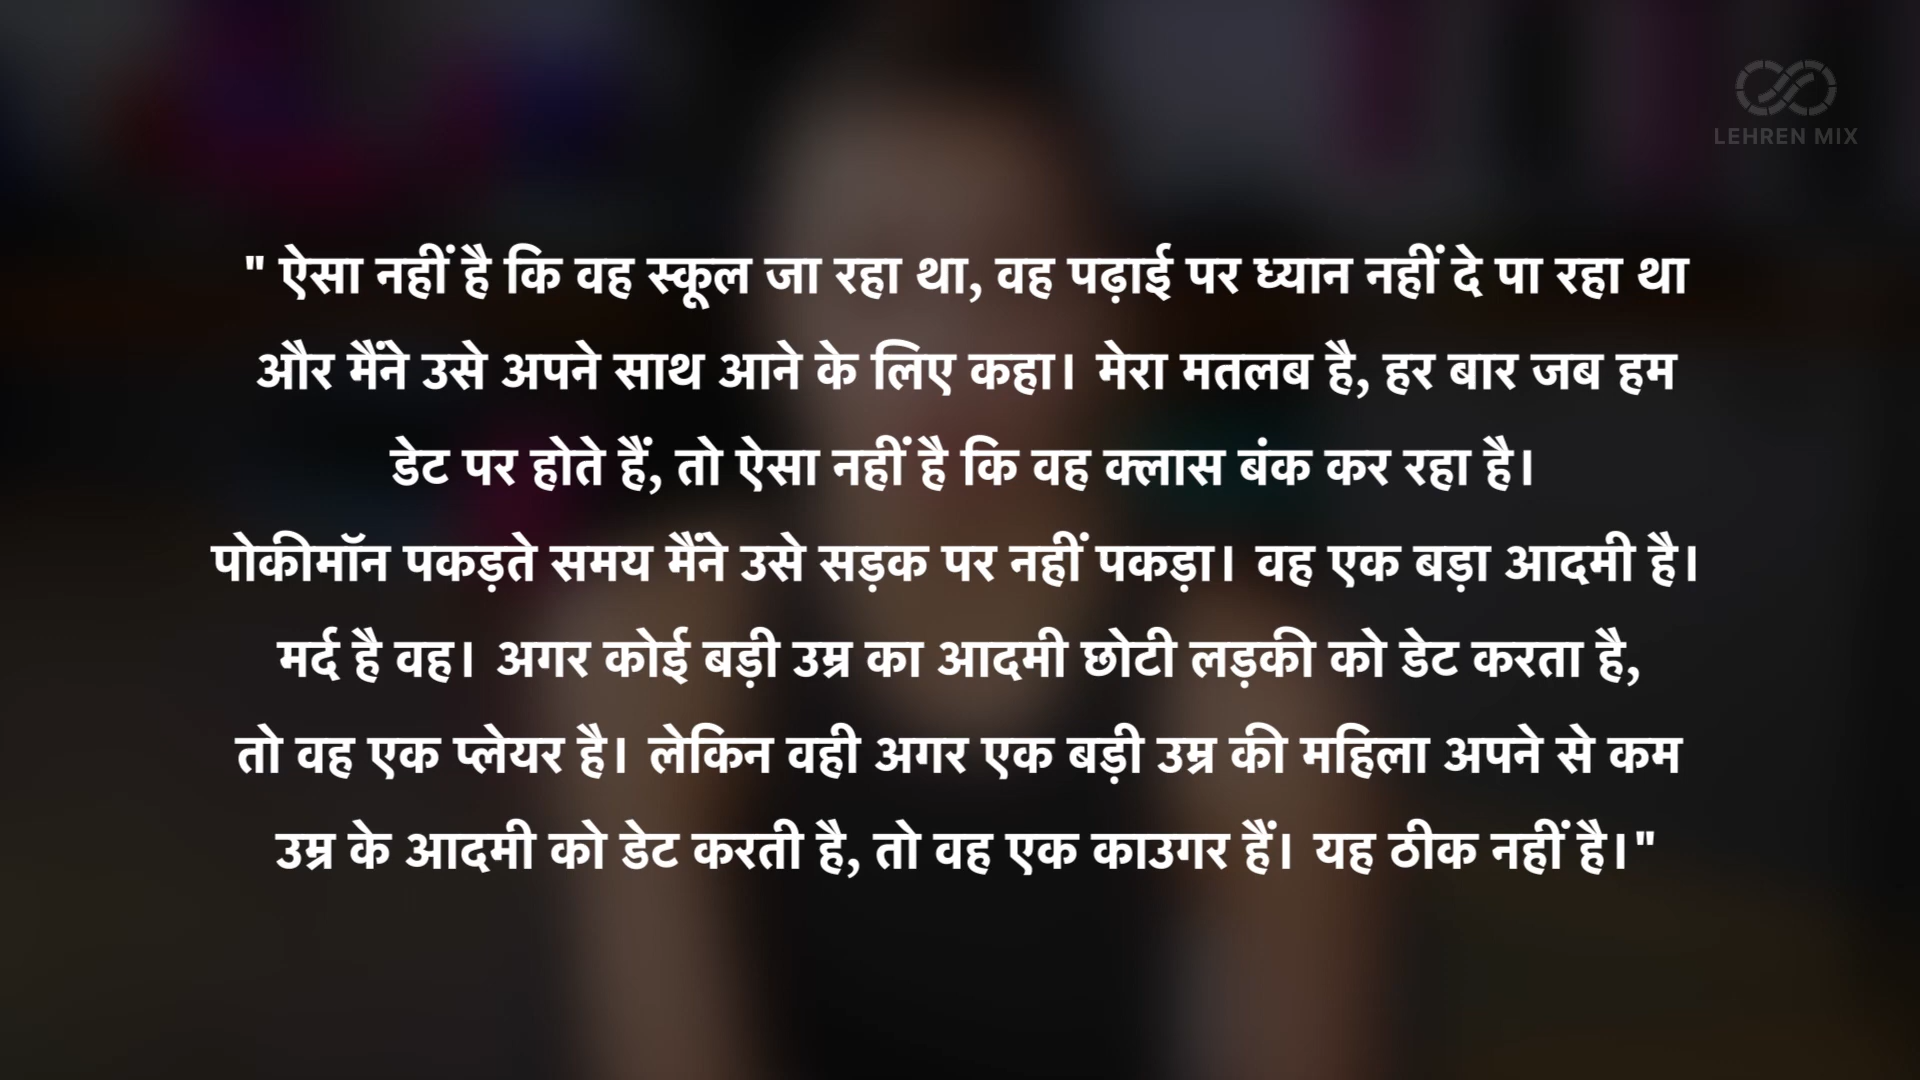 LEHREN MIX
" ऐसा नहीं है कि वह स्कूल जा रहा था, वह पढ़ाई पर ध्यान नहीं दे पा रहा था
और मैंने उसे अपने साथ आने के लिए कहा। मेरा मतलब है, हर बार जब हम
डेट पर होते हैं, तो ऐसा नहीं है कि वह क्लास बंक कर रहा है।
पोकीमॉन पकड़ते समय मैंने उसे सड़क पर नहीं पकड़ा। वह एक बड़ा आदमी है।
मर्द है वह। अगर कोई बड़ी उम्र का आदमी छोटी लड़की को डेट करता है,
तो वह एक प्लेयर है। लेकिन वही अगर एक बड़ी उम्र की महिला अपने से कम
उम्र के आदमी को डेट करती है, तो वह एक काउगर हैं। यह ठीक नहीं है।"